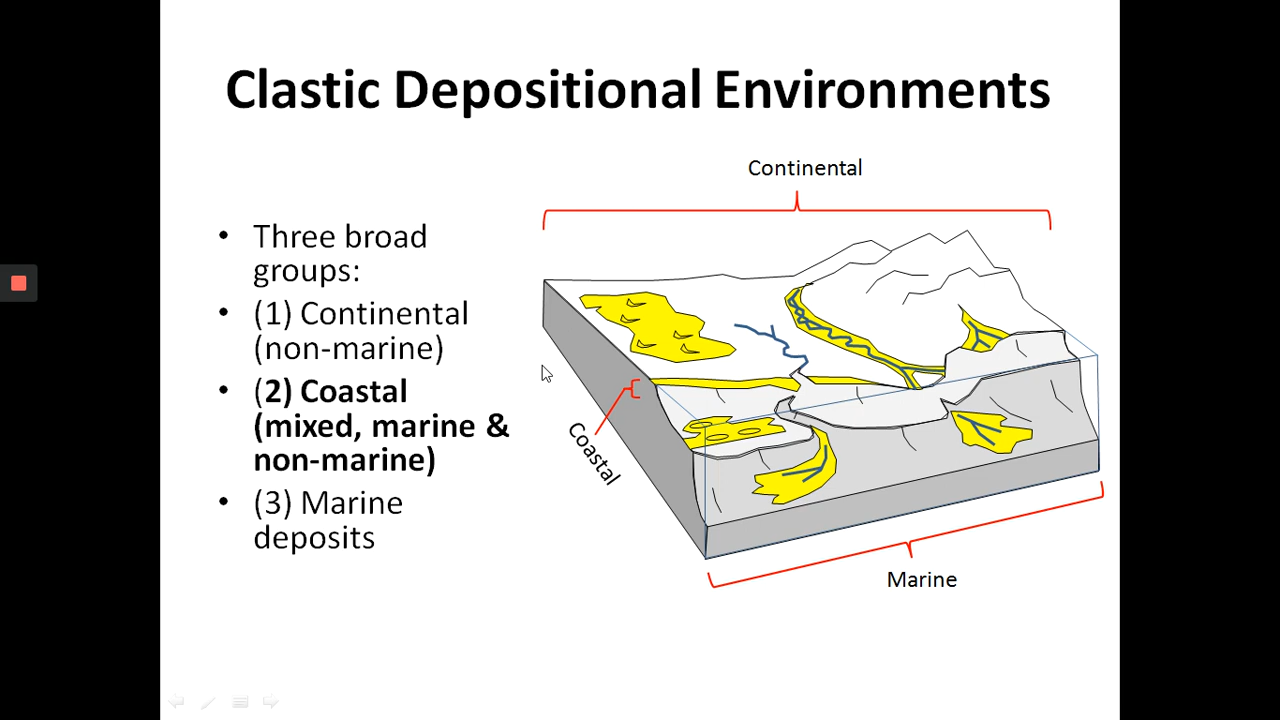 Clastic Depositional Environments
Continental
• Three broad
groups:
• (1) Continental
(non-marine)
• (2) Coastal
(mixed, marine &
non-marine)
• (3) Marine
deposits
Coastal
Marine